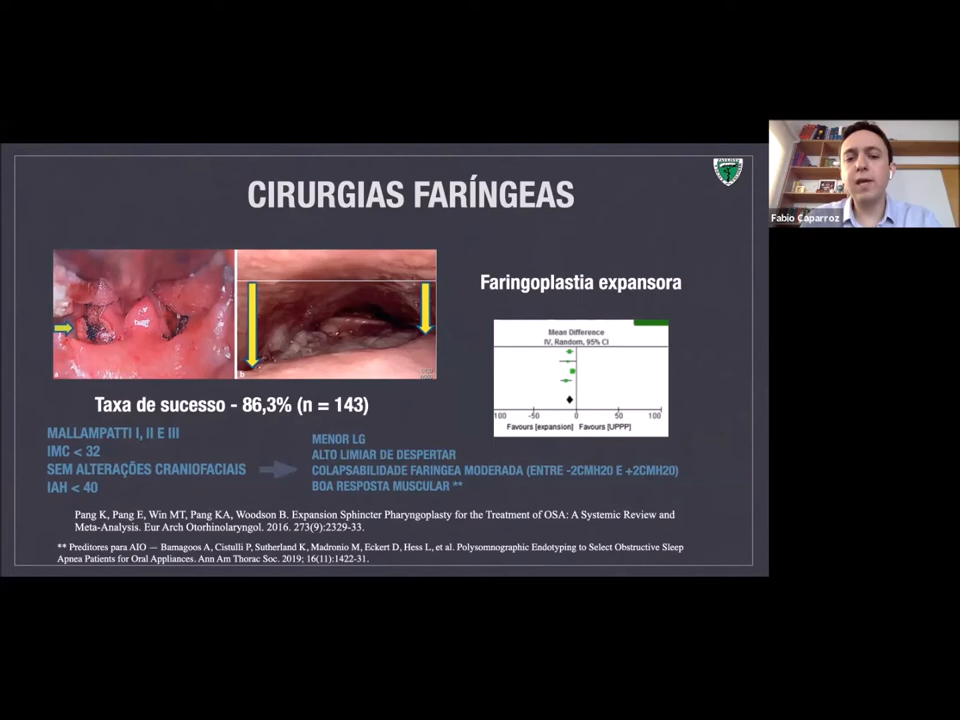 CIRURGIAS FARÍNGEAS
Fabio Caparroz
Faringoplastia expansora
a
b
Mean Difference
IV, Random, 95% CI
100 -50 0 50 100
Favours [expansion] Favours [UPPP]
Taxa de sucesso - 86,3% (n = 143)
MALLAMPATTI I, II E III
IMC < 32
SEM ALTERAÇÕES CRANIOFACIAIS
IAH < 40
MENOR LG
ALTO LIMIAR DE DESPERTAR
COLAPSABILIDADE FARINGEA MODERADA (ENTRE -2CMH20 E +2CMH20)
BOA RESPOSTA MUSCULAR **
Pang K, Pang E, Win MT, Pang KA, Woodson B. Expansion Sphincter Pharyngoplasty for the Treatment of OSA: A Systemic Review and
Meta-Analysis. Eur Arch Otorhinolaryngol. 2016. 273(9):2329-33.
** Preditores para AIO — Bamagoos A, Cistulli P, Sutherland K, Madronio M, Eckert D, Hess L, et al. Polysomnographic Endotyping to Select Obstructive Sleep
Apnea Patients for Oral Appliances. Ann Am Thorac Soc. 2019; 16(11):1422-31.